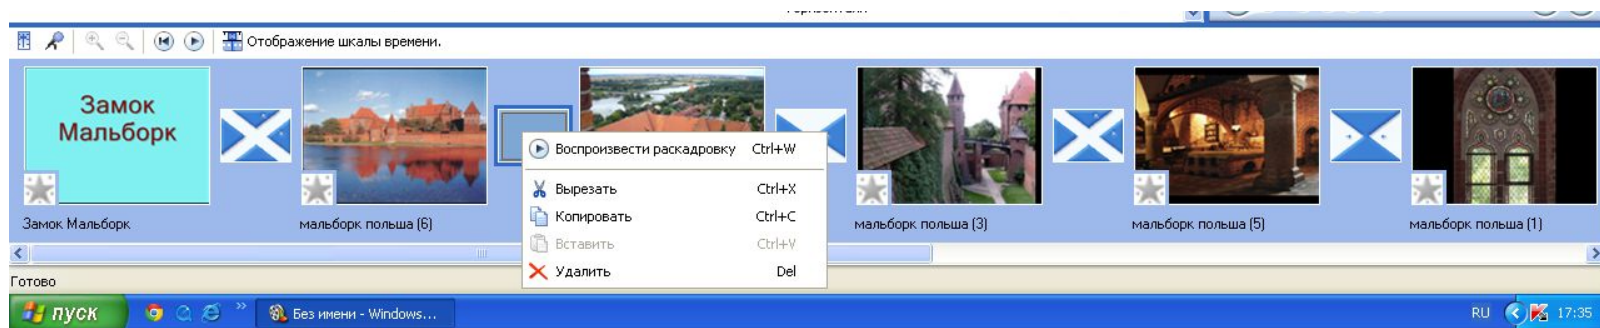 Отображение шкалы времени.
Замок
Мальборк
Воспроизвести раскадровку Ctrl+W
Вырезать Ctrl+X
Копировать Ctrl+C
Вставить Ctrl+V
Удалить Del
Замок Мальборк
мальборк польша (6)
мальборк польша (3)
мальборк польша (5)
мальборк польша (1)
Готово
пуск
Без имени - Windows...
RU
17:35